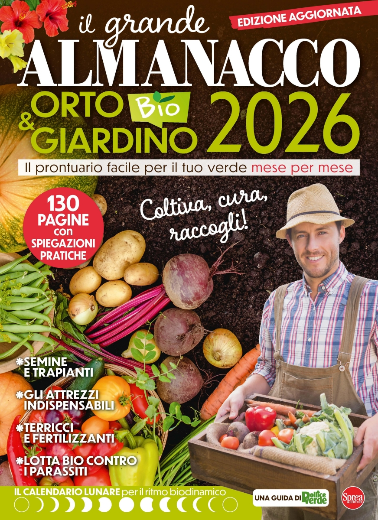 il grande
EDIZIONE AGGIORNATA
ALMANACCO
ORTO Bio
& GIARDINO 2026
Il prontuario facile per il tuo verde mese per mese
130
PAGINE
con
SPIEGAZIONI
PRATICHE
Coltiva, cura,
raccogli!
*SEMINE
E TRAPIANTI
*GLI ATTREZZI
INDISPENSABILI
*TERRICCI
E FERTILIZZANTI
*LOTTA BIO CONTRO
I PARASSITI
IL CALENDARIO LUNARE per il ritmo biodinamico
UNA GUIDA DI Pollice Verde
Sprea